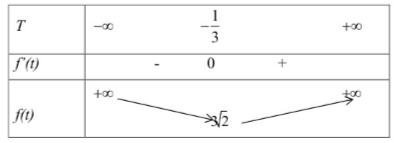 T −∞ −1/3 +∞
f'(t) - 0 +
+∞ +∞
f(t)
3√2